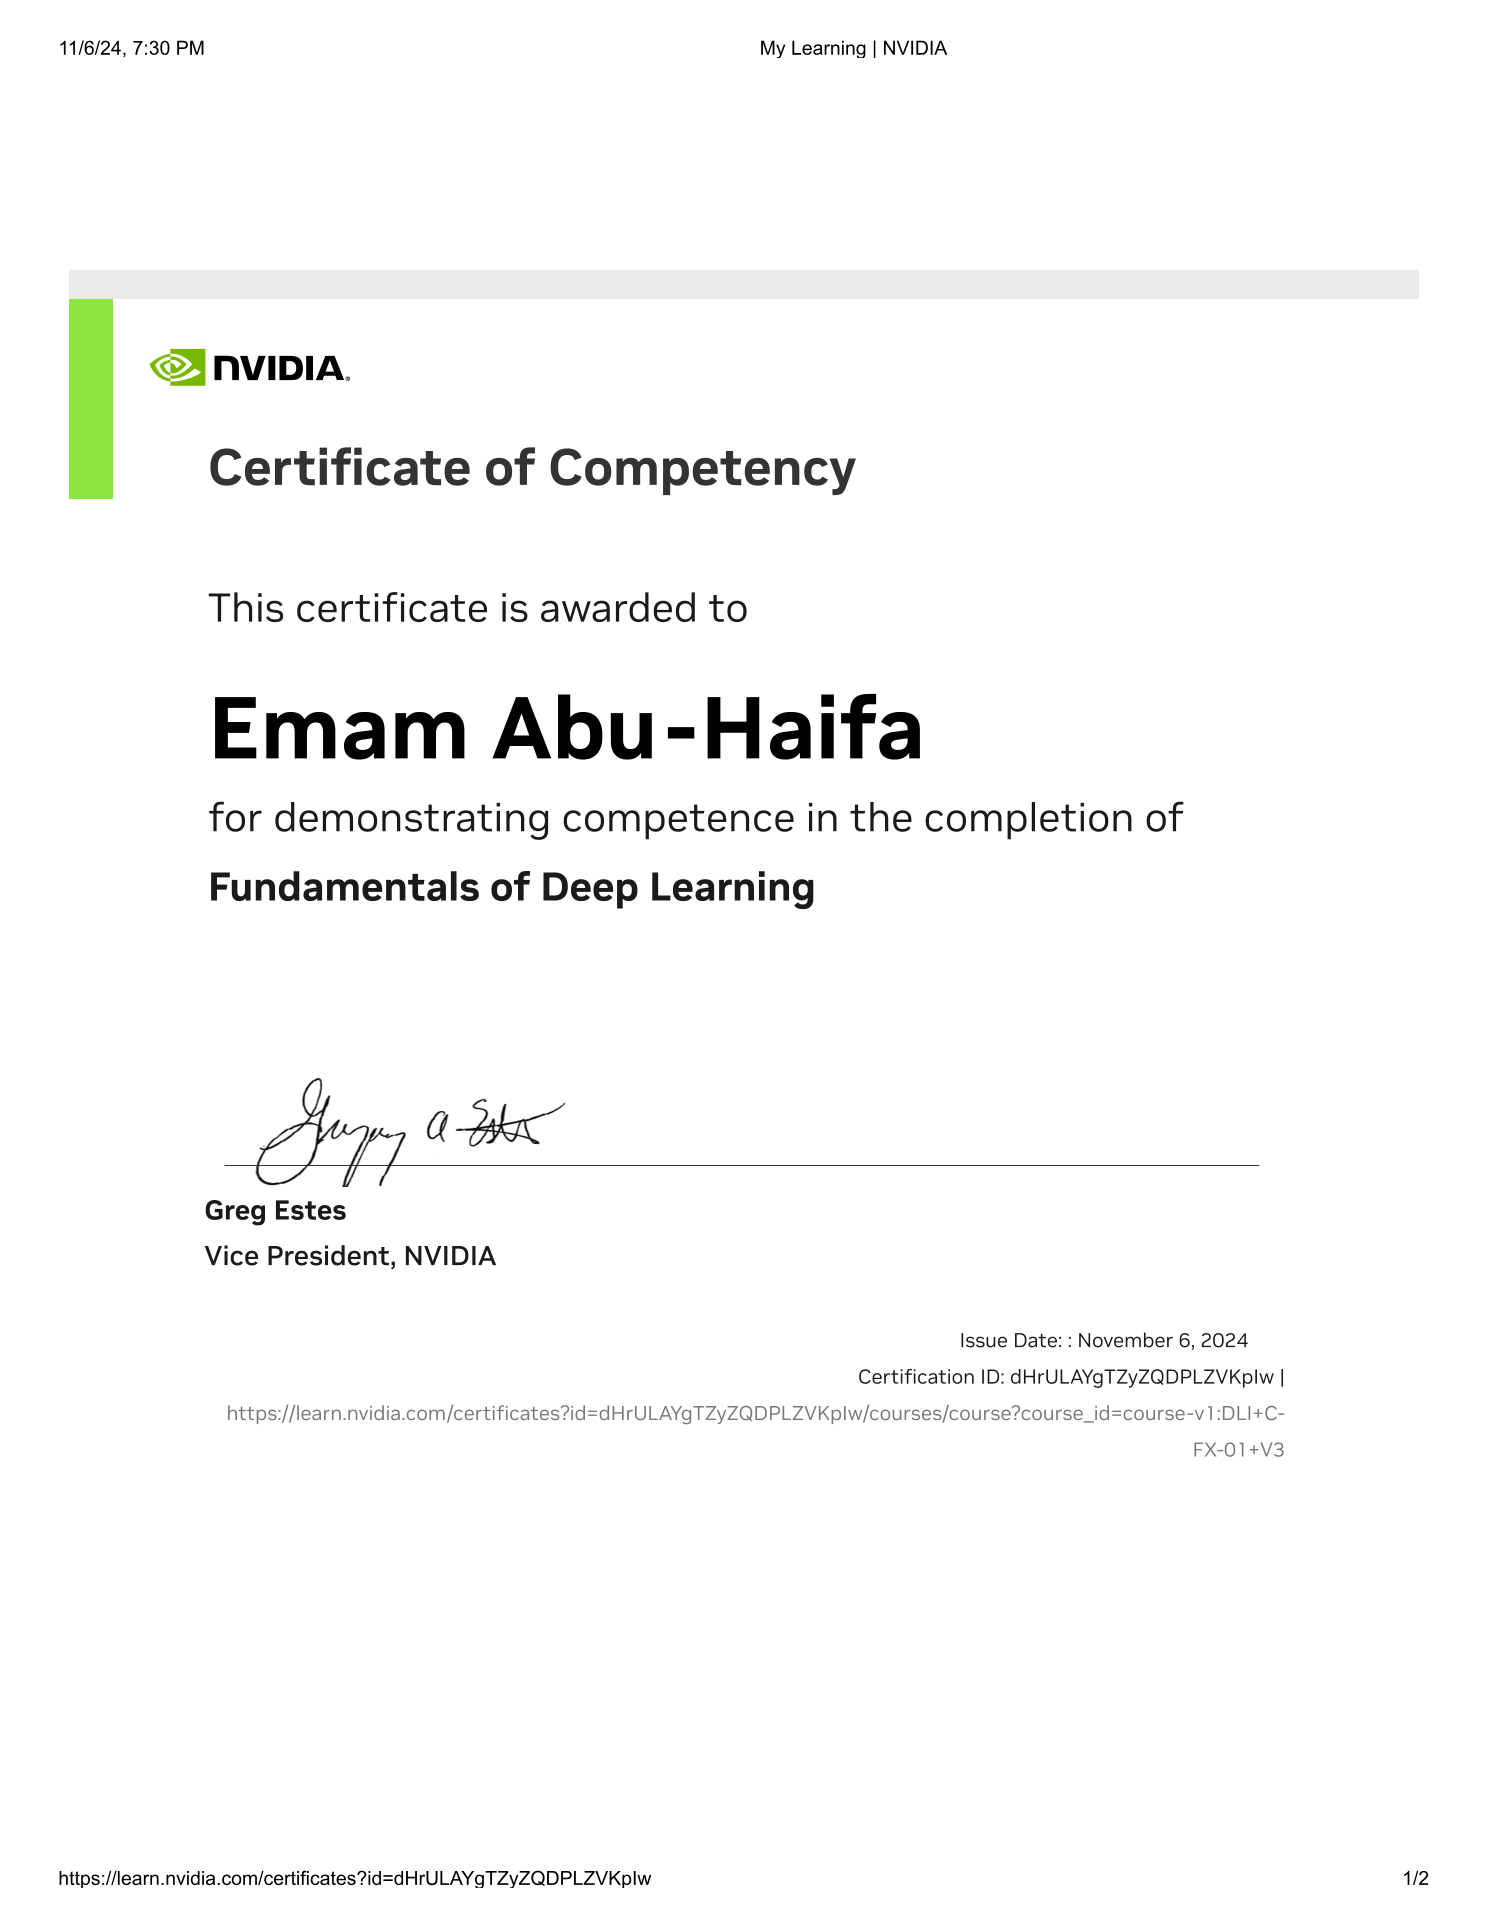 11/6/24, 7:30 PM
My Learning | NVIDIA
NVIDIA®
Certificate of Competency
This certificate is awarded to
Emam Abu-Haifa
for demonstrating competence in the completion of
Fundamentals of Deep Learning
Gregory A Estes
Greg Estes
Vice President, NVIDIA
Issue Date: : November 6, 2024
Certification ID: dHrULAYgTZyZQDPLZVKpIw |
https://learn.nvidia.com/certificates?id=dHrULAYgTZyZQDPLZVKpIw/courses/course?course_id=course-v1:DLI+C-
FX-01+V3
https://learn.nvidia.com/certificates?id=dHrULAYgTZyZQDPLZVKpIw
1/2